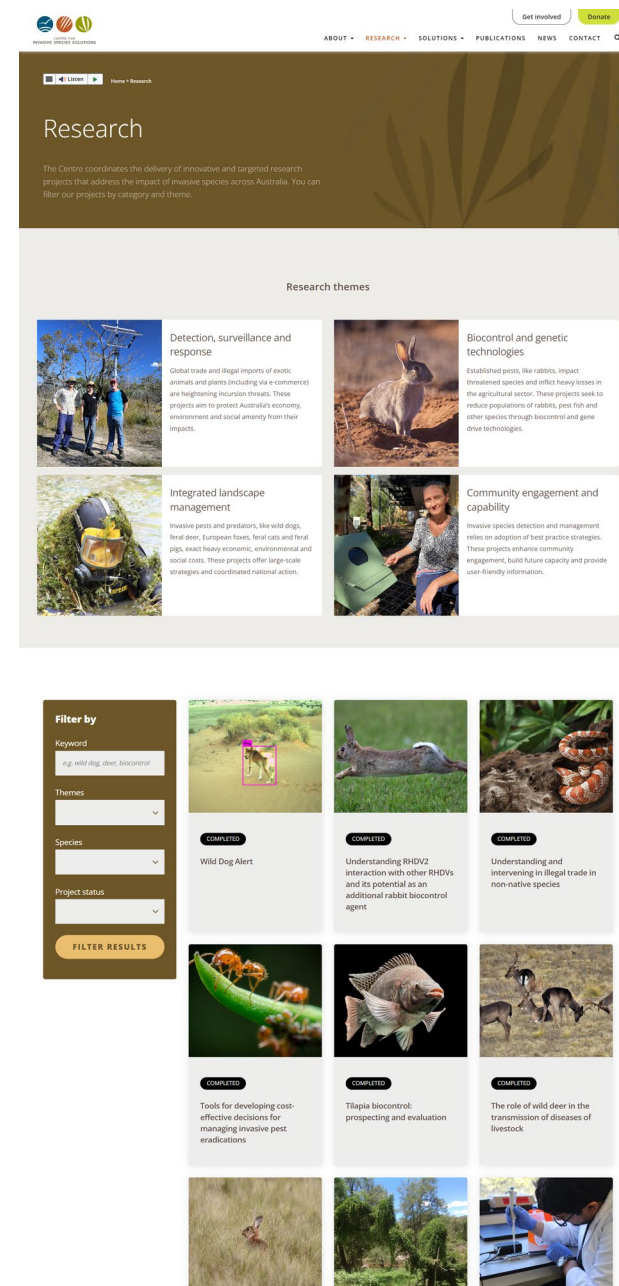 Get involved
Donate
CENTRE FOR
INVASIVE SPECIES SOLUTIONS
ABOUT
RESEARCH
SOLUTIONS
PUBLICATIONS
NEWS
CONTACT
Listen
Home > Research
Research
The Centre coordinates the delivery of innovative and targeted research
projects that address the impact of invasive species across Australia. You can
filter our projects by category and theme.
Research themes
Detection, surveillance and
response
Global trade and illegal imports of exotic
animals and plants (including via e-commerce)
are heightening incursion threats. These
projects aim to protect Australia's economy,
environment and social amenity from their
impacts.
Biocontrol and genetic
technologies
Established pests, like rabbits, impact
threatened species and inflict heavy losses in
the agricultural sector. These projects seek to
reduce populations of rabbits, pest fish and
other species through biocontrol and gene
drive technologies.
Integrated landscape
management
Invasive pests and predators, like wild dogs,
feral deer, European foxes, feral cats and feral
pigs, exact heavy economic, environmental and
social costs. These projects offer large-scale
strategies and coordinated national action.
Community engagement and
capability
Invasive species detection and management
relies on adoption of best practice strategies.
These projects enhance community
engagement, build future capacity and provide
user-friendly information.
Filter by
Keyword
e.g. wild dog, deer, biocontrol
Themes
Species
Project status
FILTER RESULTS
COMPLETED
Wild Dog Alert
COMPLETED
Understanding RHDV2
interaction with other RHDVs
and its potential as an
additional rabbit biocontrol
agent
COMPLETED
Understanding and
intervening in illegal trade in
non-native species
COMPLETED
Tools for developing cost-
effective decisions for
managing invasive pest
eradications
COMPLETED
Tilapia biocontrol:
prospecting and evaluation
COMPLETED
The role of wild deer in the
transmission of diseases of
livestock